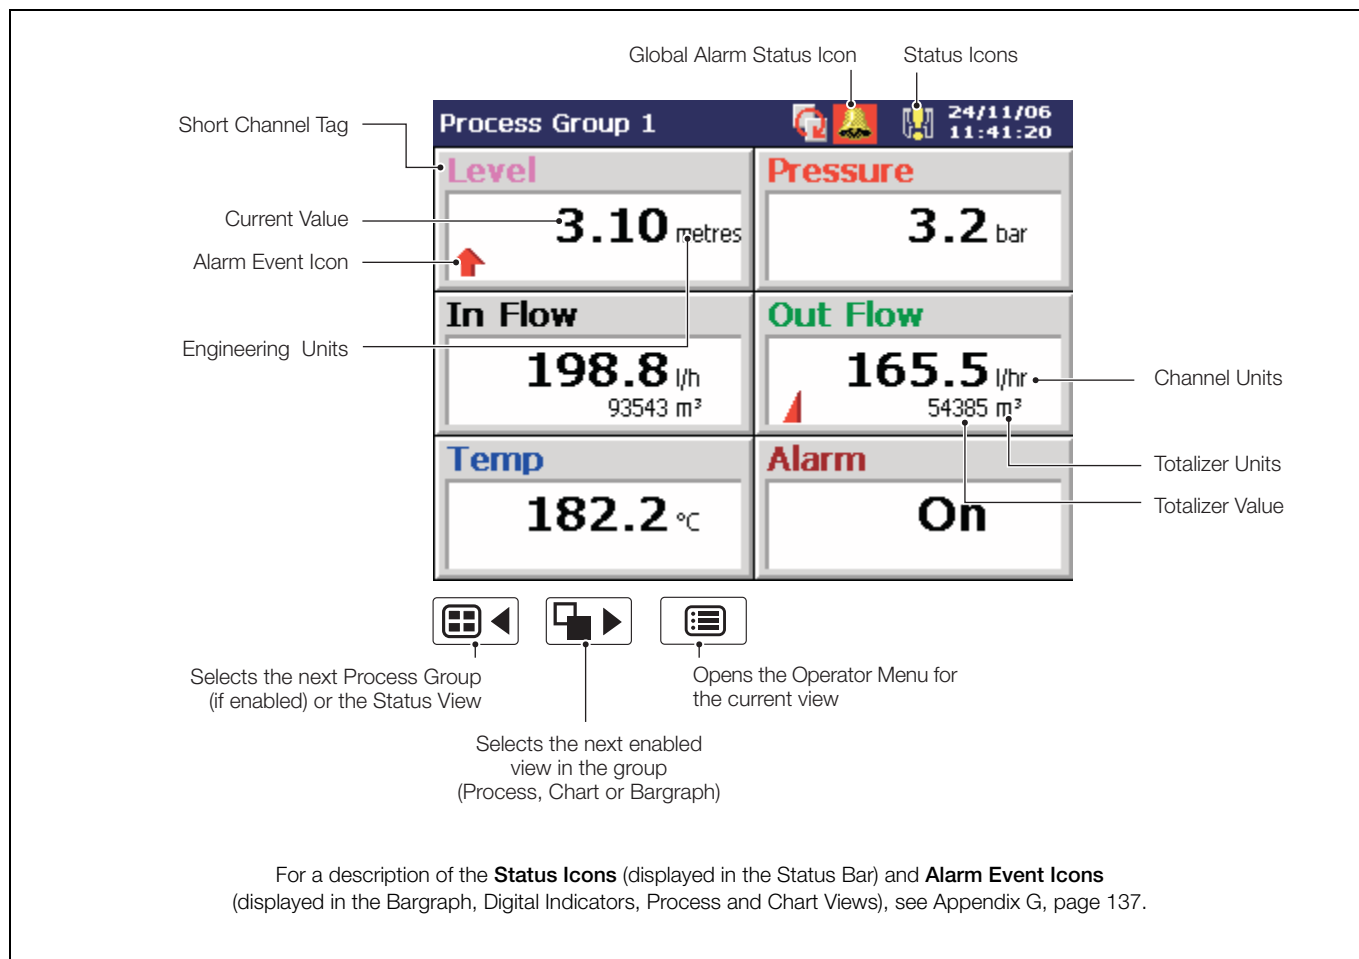 Global Alarm Status Icon
Status Icons
Short Channel Tag
Process Group 1
24/11/06
11:41:20
Level
Pressure
Current Value
3.10 metres
3.2 bar
Alarm Event Icon
In Flow
Out Flow
Engineering Units
198.8 l/h
165.5 l/hr
Channel Units
93543 m³
54385 m³
Temp
Alarm
Totalizer Units
182.2 °C
On
Totalizer Value
Selects the next Process Group
(if enabled) or the Status View
Opens the Operator Menu for
the current view
Selects the next enabled
view in the group
(Process, Chart or Bargraph)
For a description of the Status Icons (displayed in the Status Bar) and Alarm Event Icons
(displayed in the Bargraph, Digital Indicators, Process and Chart Views), see Appendix G, page 137.